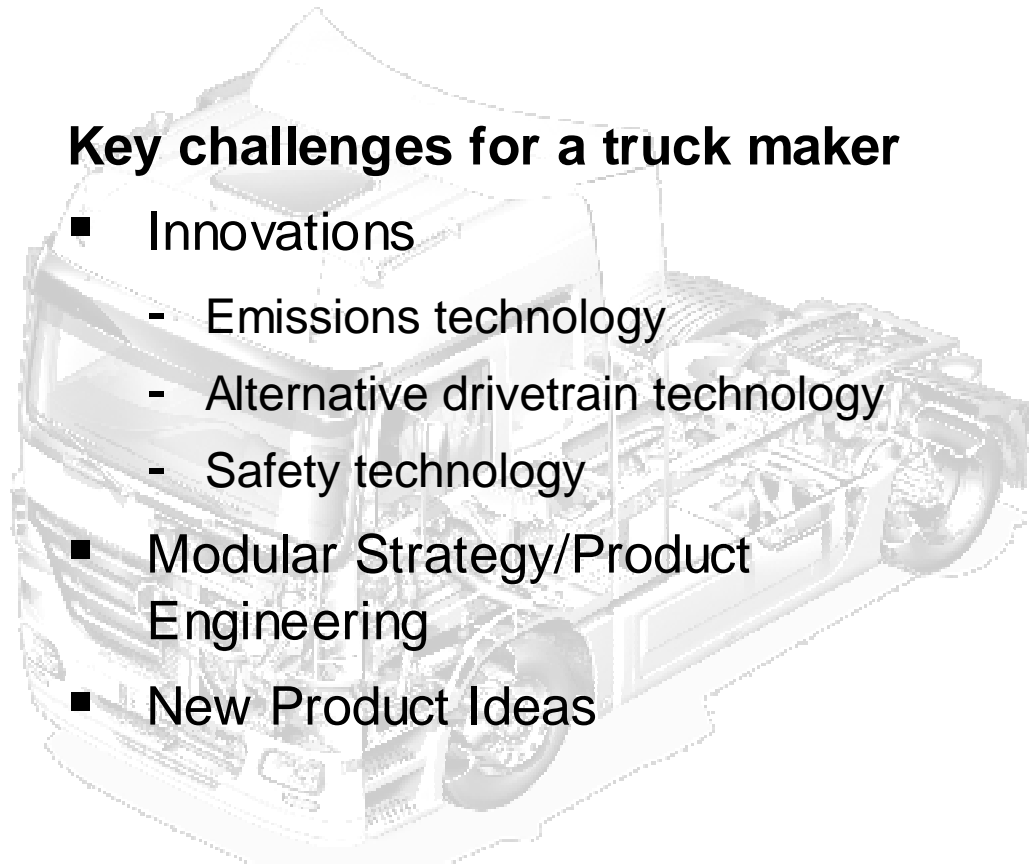 Key challenges for a truck maker
▪ Innovations
- Emissions technology
- Alternative drivetrain technology
- Safety technology
▪ Modular Strategy/Product
Engineering
▪ New Product Ideas